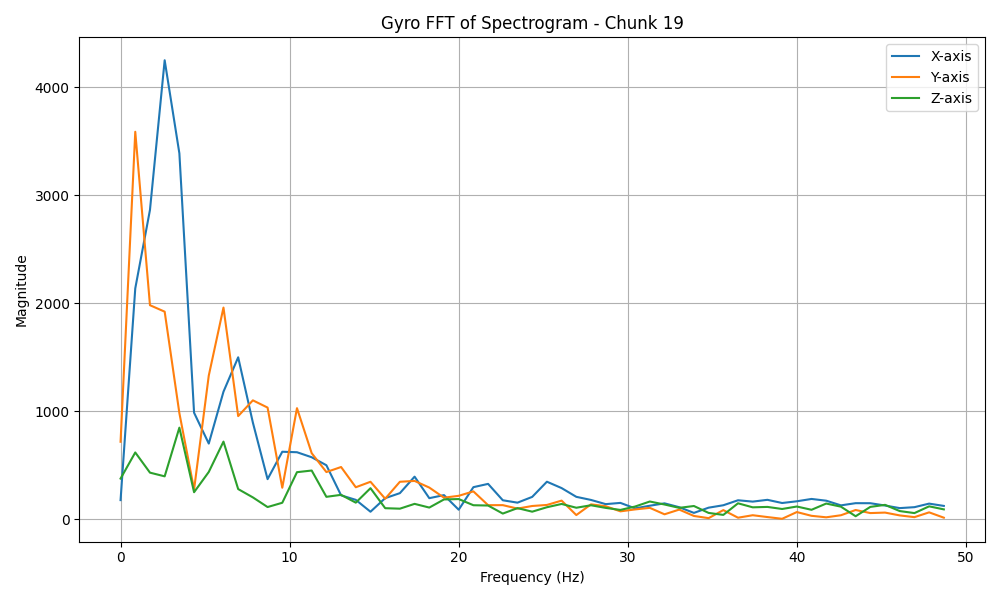 Gyro FFT of Spectrogram - Chunk 19
X-axis
Y-axis
Z-axis
4000
3000
2000
1000
0
Magnitude
0 10 20 30 40 50
Frequency (Hz)